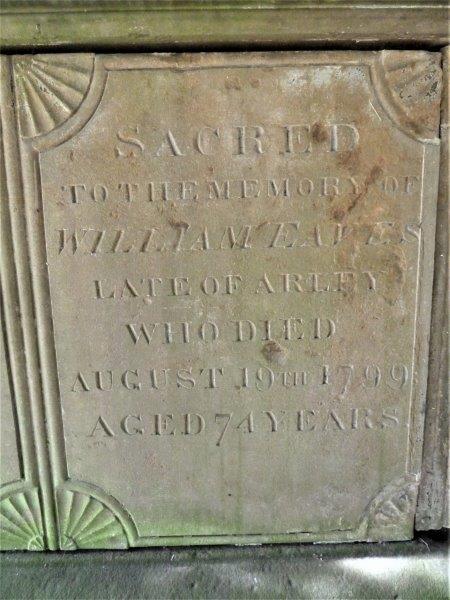 SACRED
TO THE MEMORY OF
WILLIAM EAVES
LATE OF ARLEY
WHO DIED
AUGUST 19TH 1799
AGED 74 YEARS